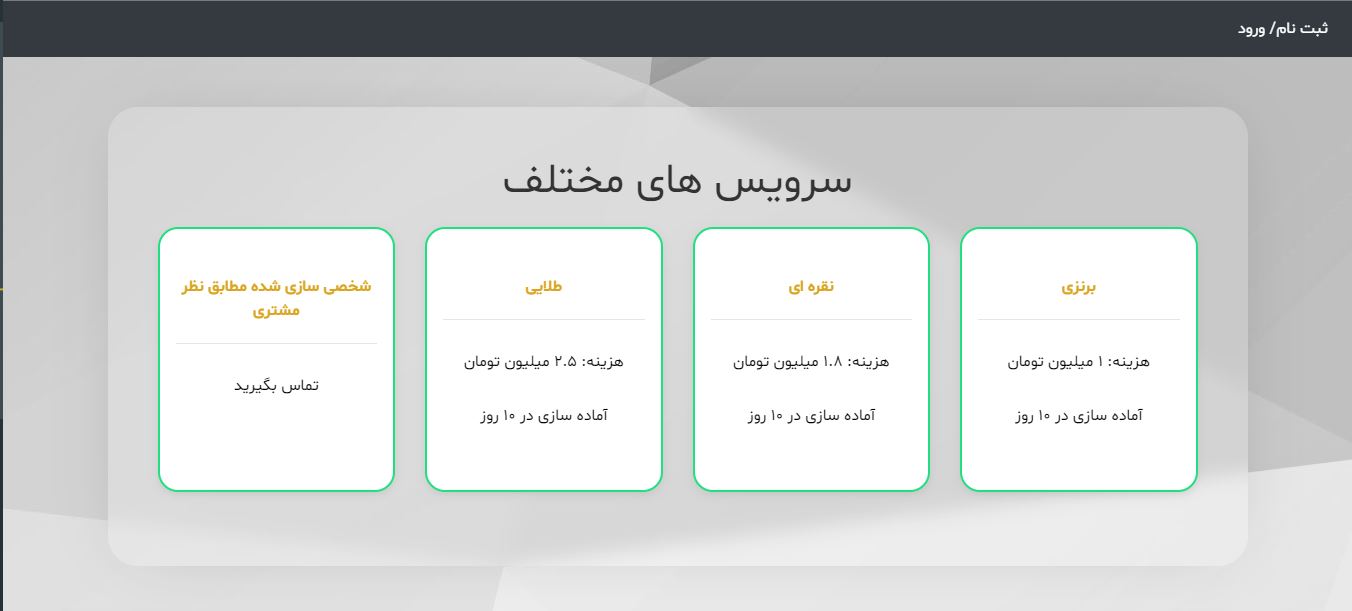 ثبت نام/ ورود
سرویس های مختلف
برنزی
هزینه: ۱ میلیون تومان
آماده سازی در ۱۰ روز
نقره ای
هزینه: ۱.۸ میلیون تومان
آماده سازی در ۱۰ روز
طلایی
هزینه: ۲.۵ میلیون تومان
آماده سازی در ۱۰ روز
شخصی سازی شده مطابق نظر
مشتری
تماس بگیرید